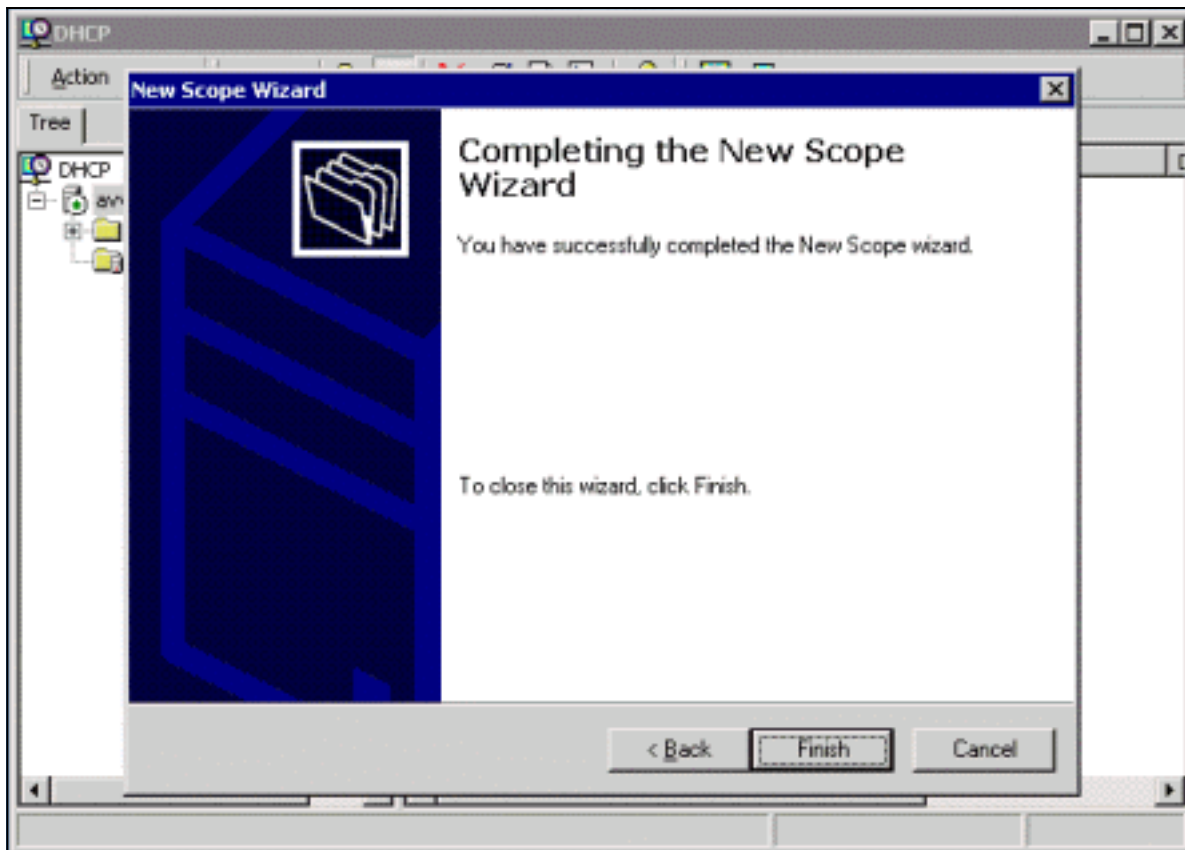 DHCP
Action
New Scope Wizard
Tree
DHCP
Completing the New Scope
Wizard
You have successfully completed the New Scope wizard.
To close this wizard, click Finish.
< Back
Finish
Cancel